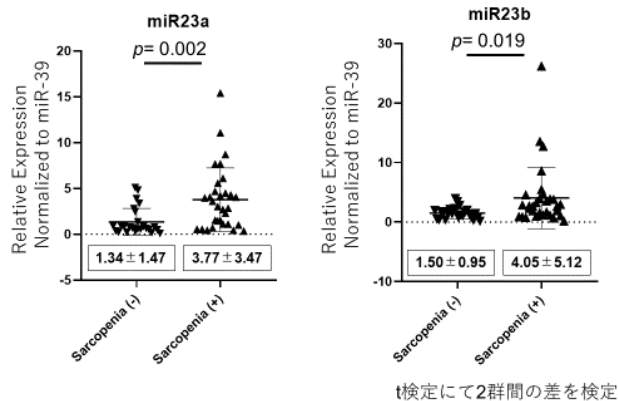 miR23a
p= 0.002
Relative Expression
Normalized to miR-39
20
15
10
5
0
-5
1.34±1.47
3.77±3.47
Sarcopenia (-)
Sarcopenia (+)
miR23b
p= 0.019
Relative Expression
Normalized to miR-39
30
20
10
0
-10
1.50±0.95
4.05±5.12
Sarcopenia (-)
Sarcopenia (+)
t検定にて2群間の差を検定